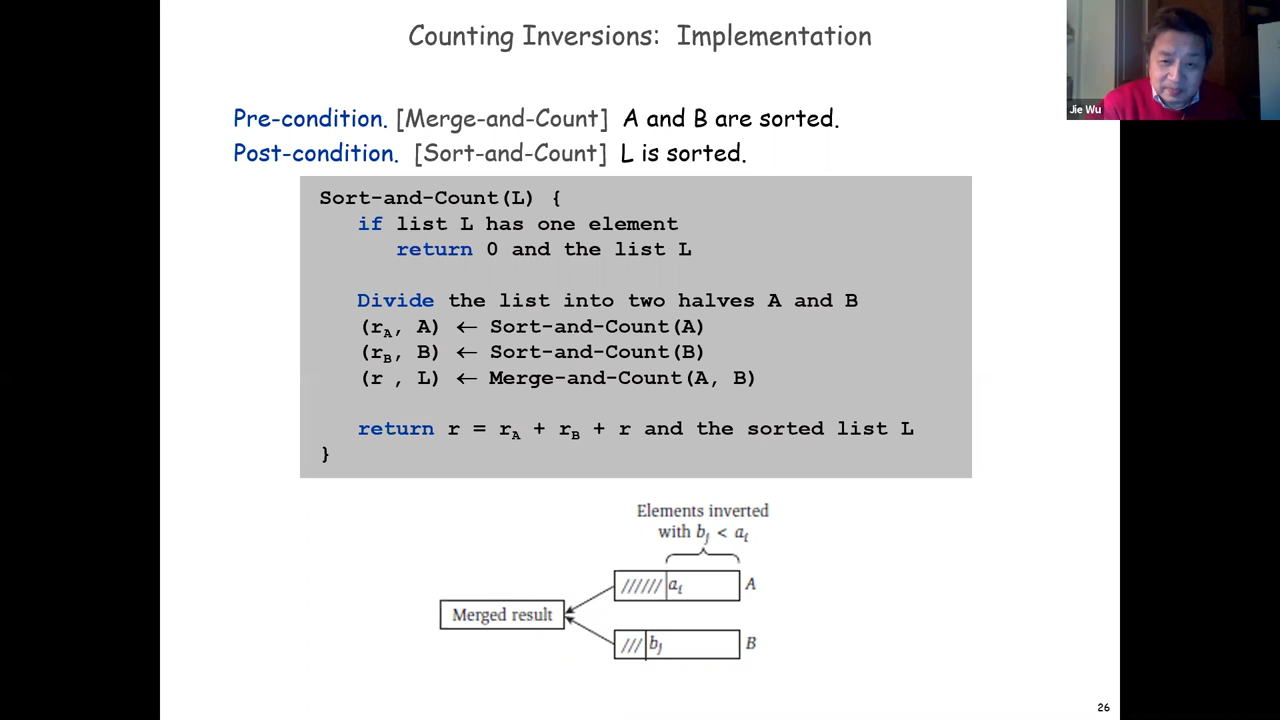 Counting Inversions: Implementation
Jie Wu
Pre-condition. [Merge-and-Count] A and B are sorted.
Post-condition. [Sort-and-Count] L is sorted.
Sort-and-Count(L) {
if list L has one element
return 0 and the list L
Divide the list into two halves A and B
(rA, A) ← Sort-and-Count(A)
(rB, B) ← Sort-and-Count(B)
(r , L) ← Merge-and-Count(A, B)
return r = rA + rB + r and the sorted list L
}
Elements inverted
with bj < ai
ai
A
Merged result
bj
B
26